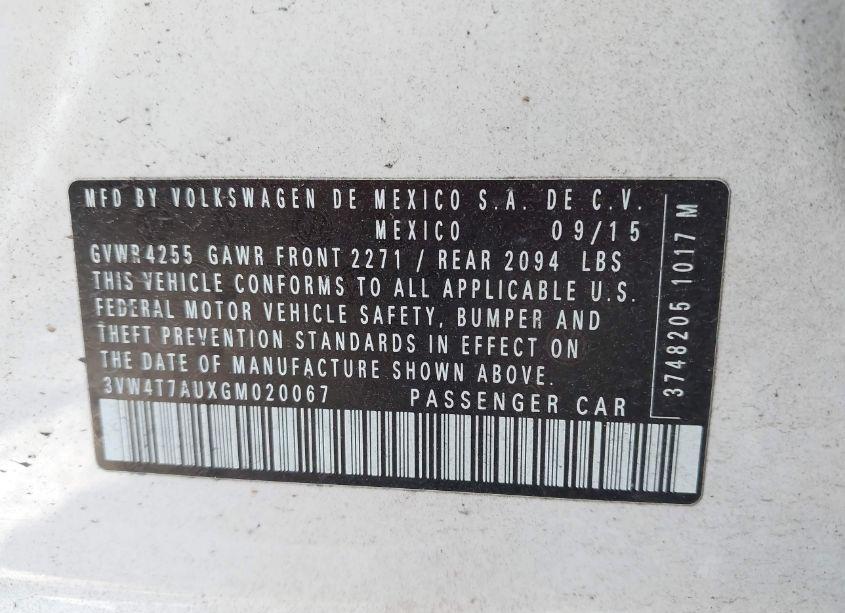 MFD BY VOLKSWAGEN DE MEXICO S.A. DE C.V.
MEXICO 09/15
GVWR4255 GAWR FRONT 2271 / REAR 2094 LBS
THIS VEHICLE CONFORMS TO ALL APPLICABLE U.S.
FEDERAL MOTOR VEHICLE SAFETY, BUMPER AND
THEFT PREVENTION STANDARDS IN EFFECT ON
THE DATE OF MANUFACTURE SHOWN ABOVE.
3VW4T7AUXGM020067 PASSENGER CAR
3748205 1017 M